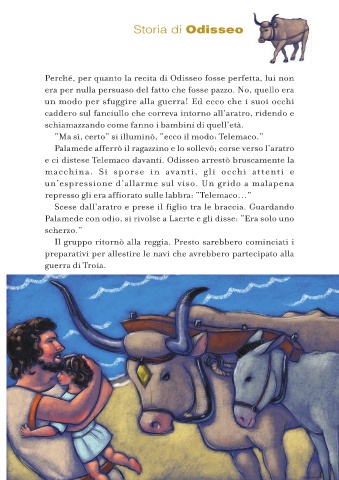 Storia di Odisseo
Perché, per quanto la recita di Odisseo fosse perfetta, lui non
era per nulla persuaso del fatto che fosse pazzo. No, quello era
un modo per sfuggire alla guerra! Ed ecco che i suoi occhi
caddero sul fanciullo che correva intorno all'aratro, ridendo e
schiamazzando come fanno i bambini di quell'età.
"Ma sì, certo" si illuminò, "ecco il modo: Telemaco."
Palamede afferrò il ragazzino e lo sollevò; corse verso l'aratro
e ci distese Telemaco davanti. Odisseo arrestò bruscamente la
macchina. Si sporse in avanti, gli occhi attenti e
un'espressione d'allarme sul viso. Un grido a malapena
represso gli era affiorato sulle labbra: "Telemaco..."
Scese dall'aratro e prese il figlio tra le braccia. Guardando
Palamede con odio, si rivolse a Laerte e gli disse: "Era solo uno
scherzo."
Il gruppo ritornò alla reggia. Presto sarebbero cominciati i
preparativi per allestire le navi che avrebbero partecipato alla
guerra di Troia.